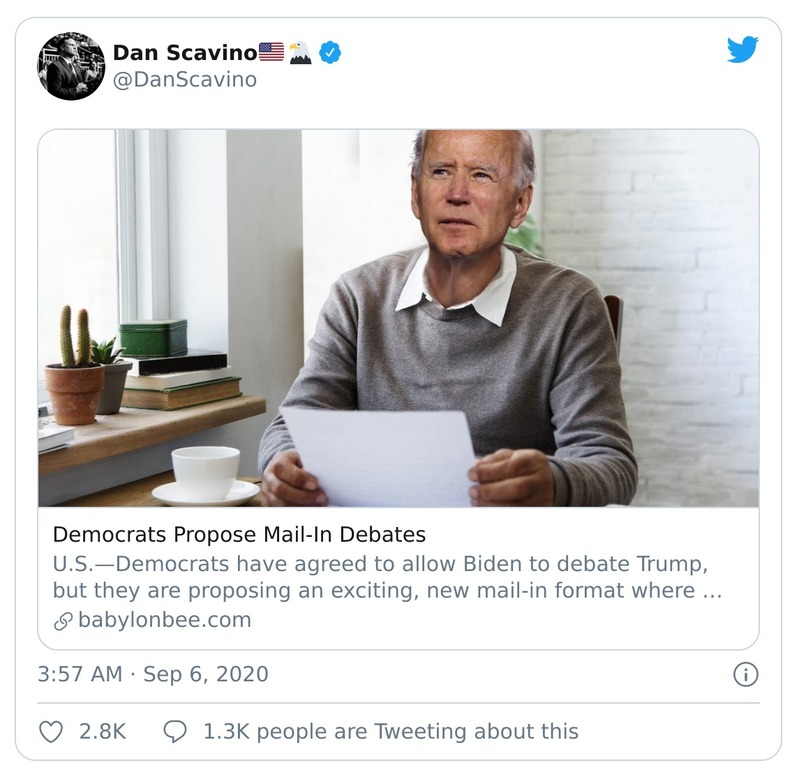 Dan Scavino🇺🇸🦅
@DanScavino
Democrats Propose Mail-In Debates
U.S.—Democrats have agreed to allow Biden to debate Trump,
but they are proposing an exciting, new mail-in format where ...
babylonbee.com
3:57 AM · Sep 6, 2020
2.8K 1.3K people are Tweeting about this